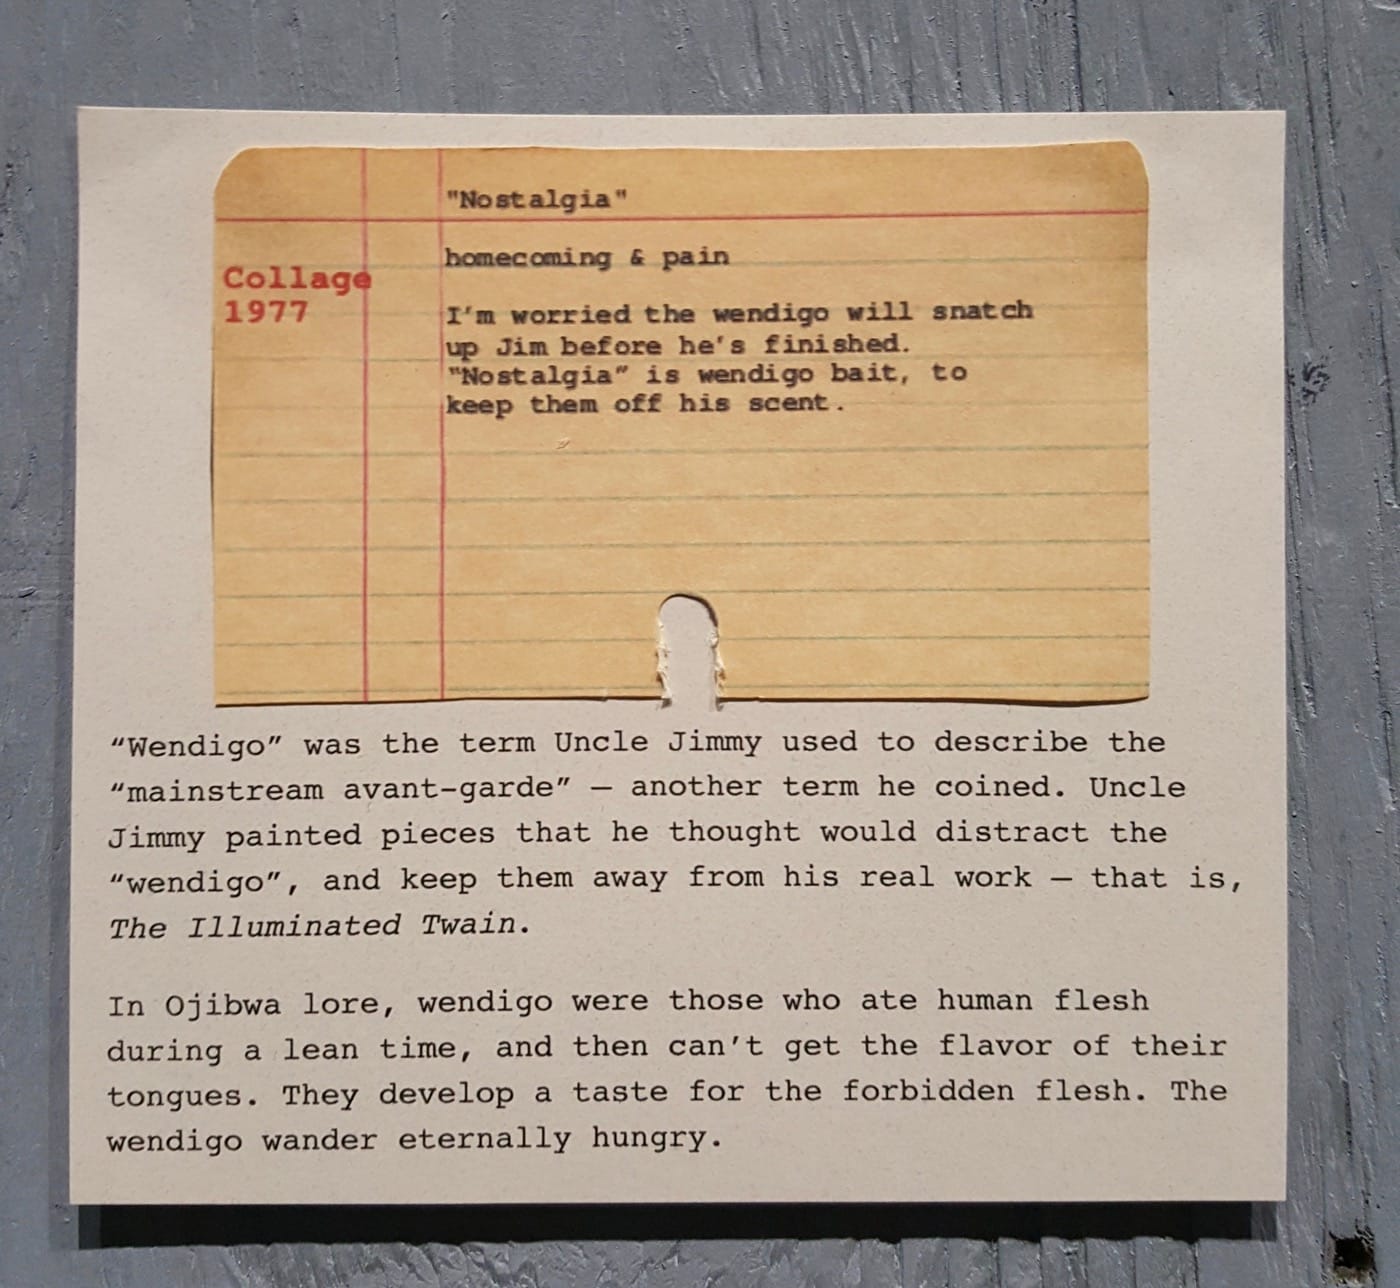 "Nostalgia"
homecoming & pain
Collage
1977
I'm worried the wendigo will snatch
up Jim before he's finished.
"Nostalgia" is wendigo bait, to
keep them off his scent.
“Wendigo” was the term Uncle Jimmy used to describe the
“mainstream avant-garde” — another term he coined. Uncle
Jimmy painted pieces that he thought would distract the
“wendigo”, and keep them away from his real work — that is,
The Illuminated Twain.
In Ojibwa lore, wendigo were those who ate human flesh
during a lean time, and then can’t get the flavor of their
tongues. They develop a taste for the forbidden flesh. The
wendigo wander eternally hungry.